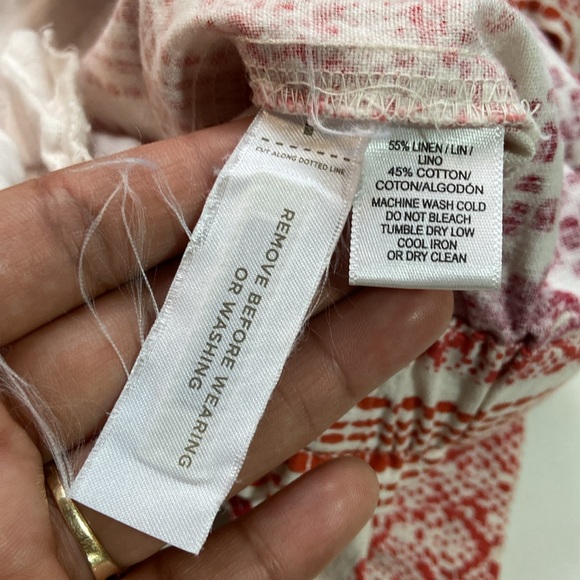 CUT ALONG DOTTED LINE
REMOVE BEFORE WEARING
OR WASHING
55% LINEN / LIN /
LINO
45% COTTON/
COTON/ALGODÓN
MACHINE WASH COLD
DO NOT BLEACH
TUMBLE DRY LOW
COOL IRON
OR DRY CLEAN